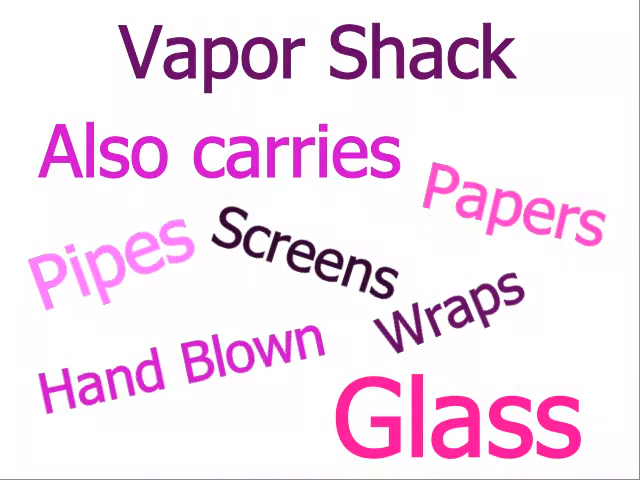 Vapor Shack
Also carries
Papers
Pipes
Screens
Wraps
Hand Blown
Glass